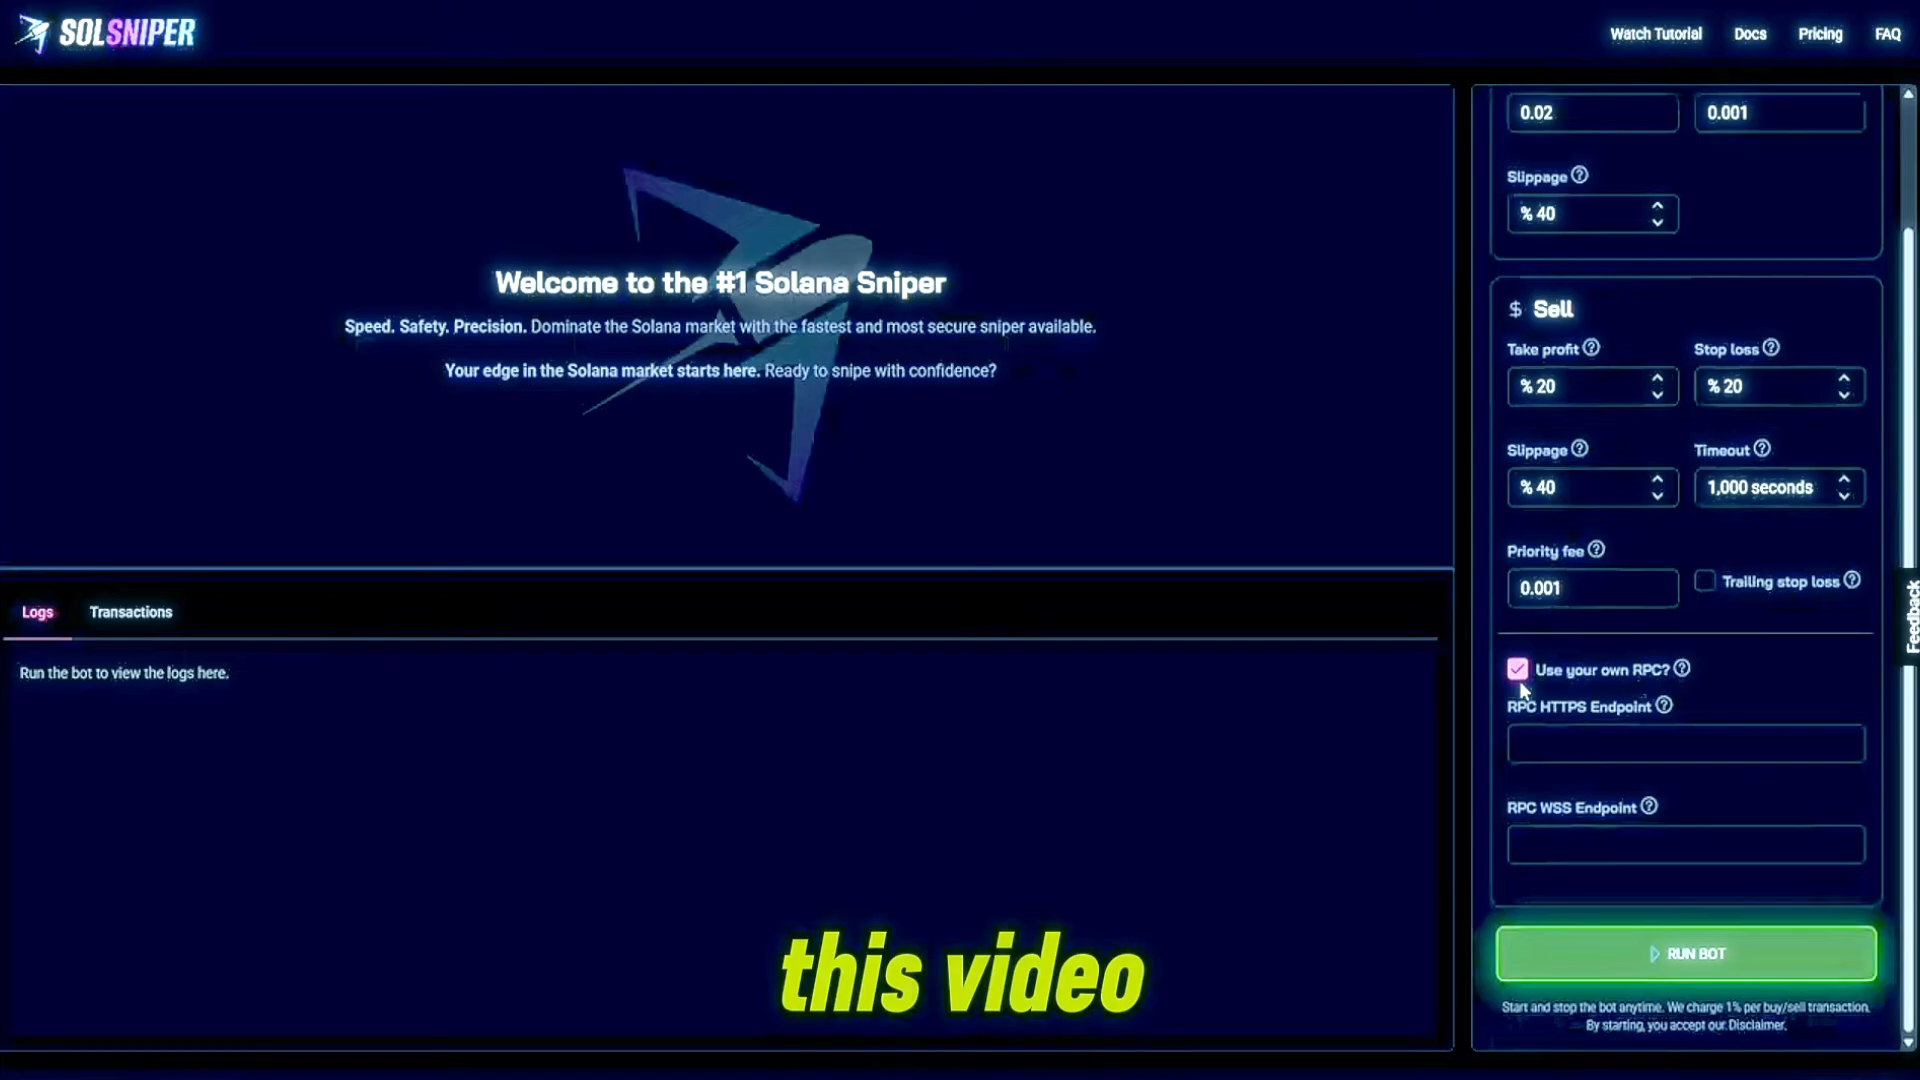 SOLSNIPER
Watch Tutorial
Docs
Pricing
FAQ
Welcome to the #1 Solana Sniper
Speed. Safety. Precision. Dominate the Solana market with the fastest and most secure sniper available.
Your edge in the Solana market starts here. Ready to snipe with confidence?
Logs
Transactions
Run the bot to view the logs here.
0.02
0.001
Slippage
% 40
$ Sell
Take profit
Stop loss
% 20
% 20
Slippage
Timeout
% 40
1,000 seconds
Priority fee
0.001
Trailing stop loss
Use your own RPC?
RPC HTTPS Endpoint
RPC WSS Endpoint
RUN BOT
Start and stop the bot anytime. We charge 1% per buy/sell transaction.
By starting, you accept our Disclaimer.
Feedback
this video